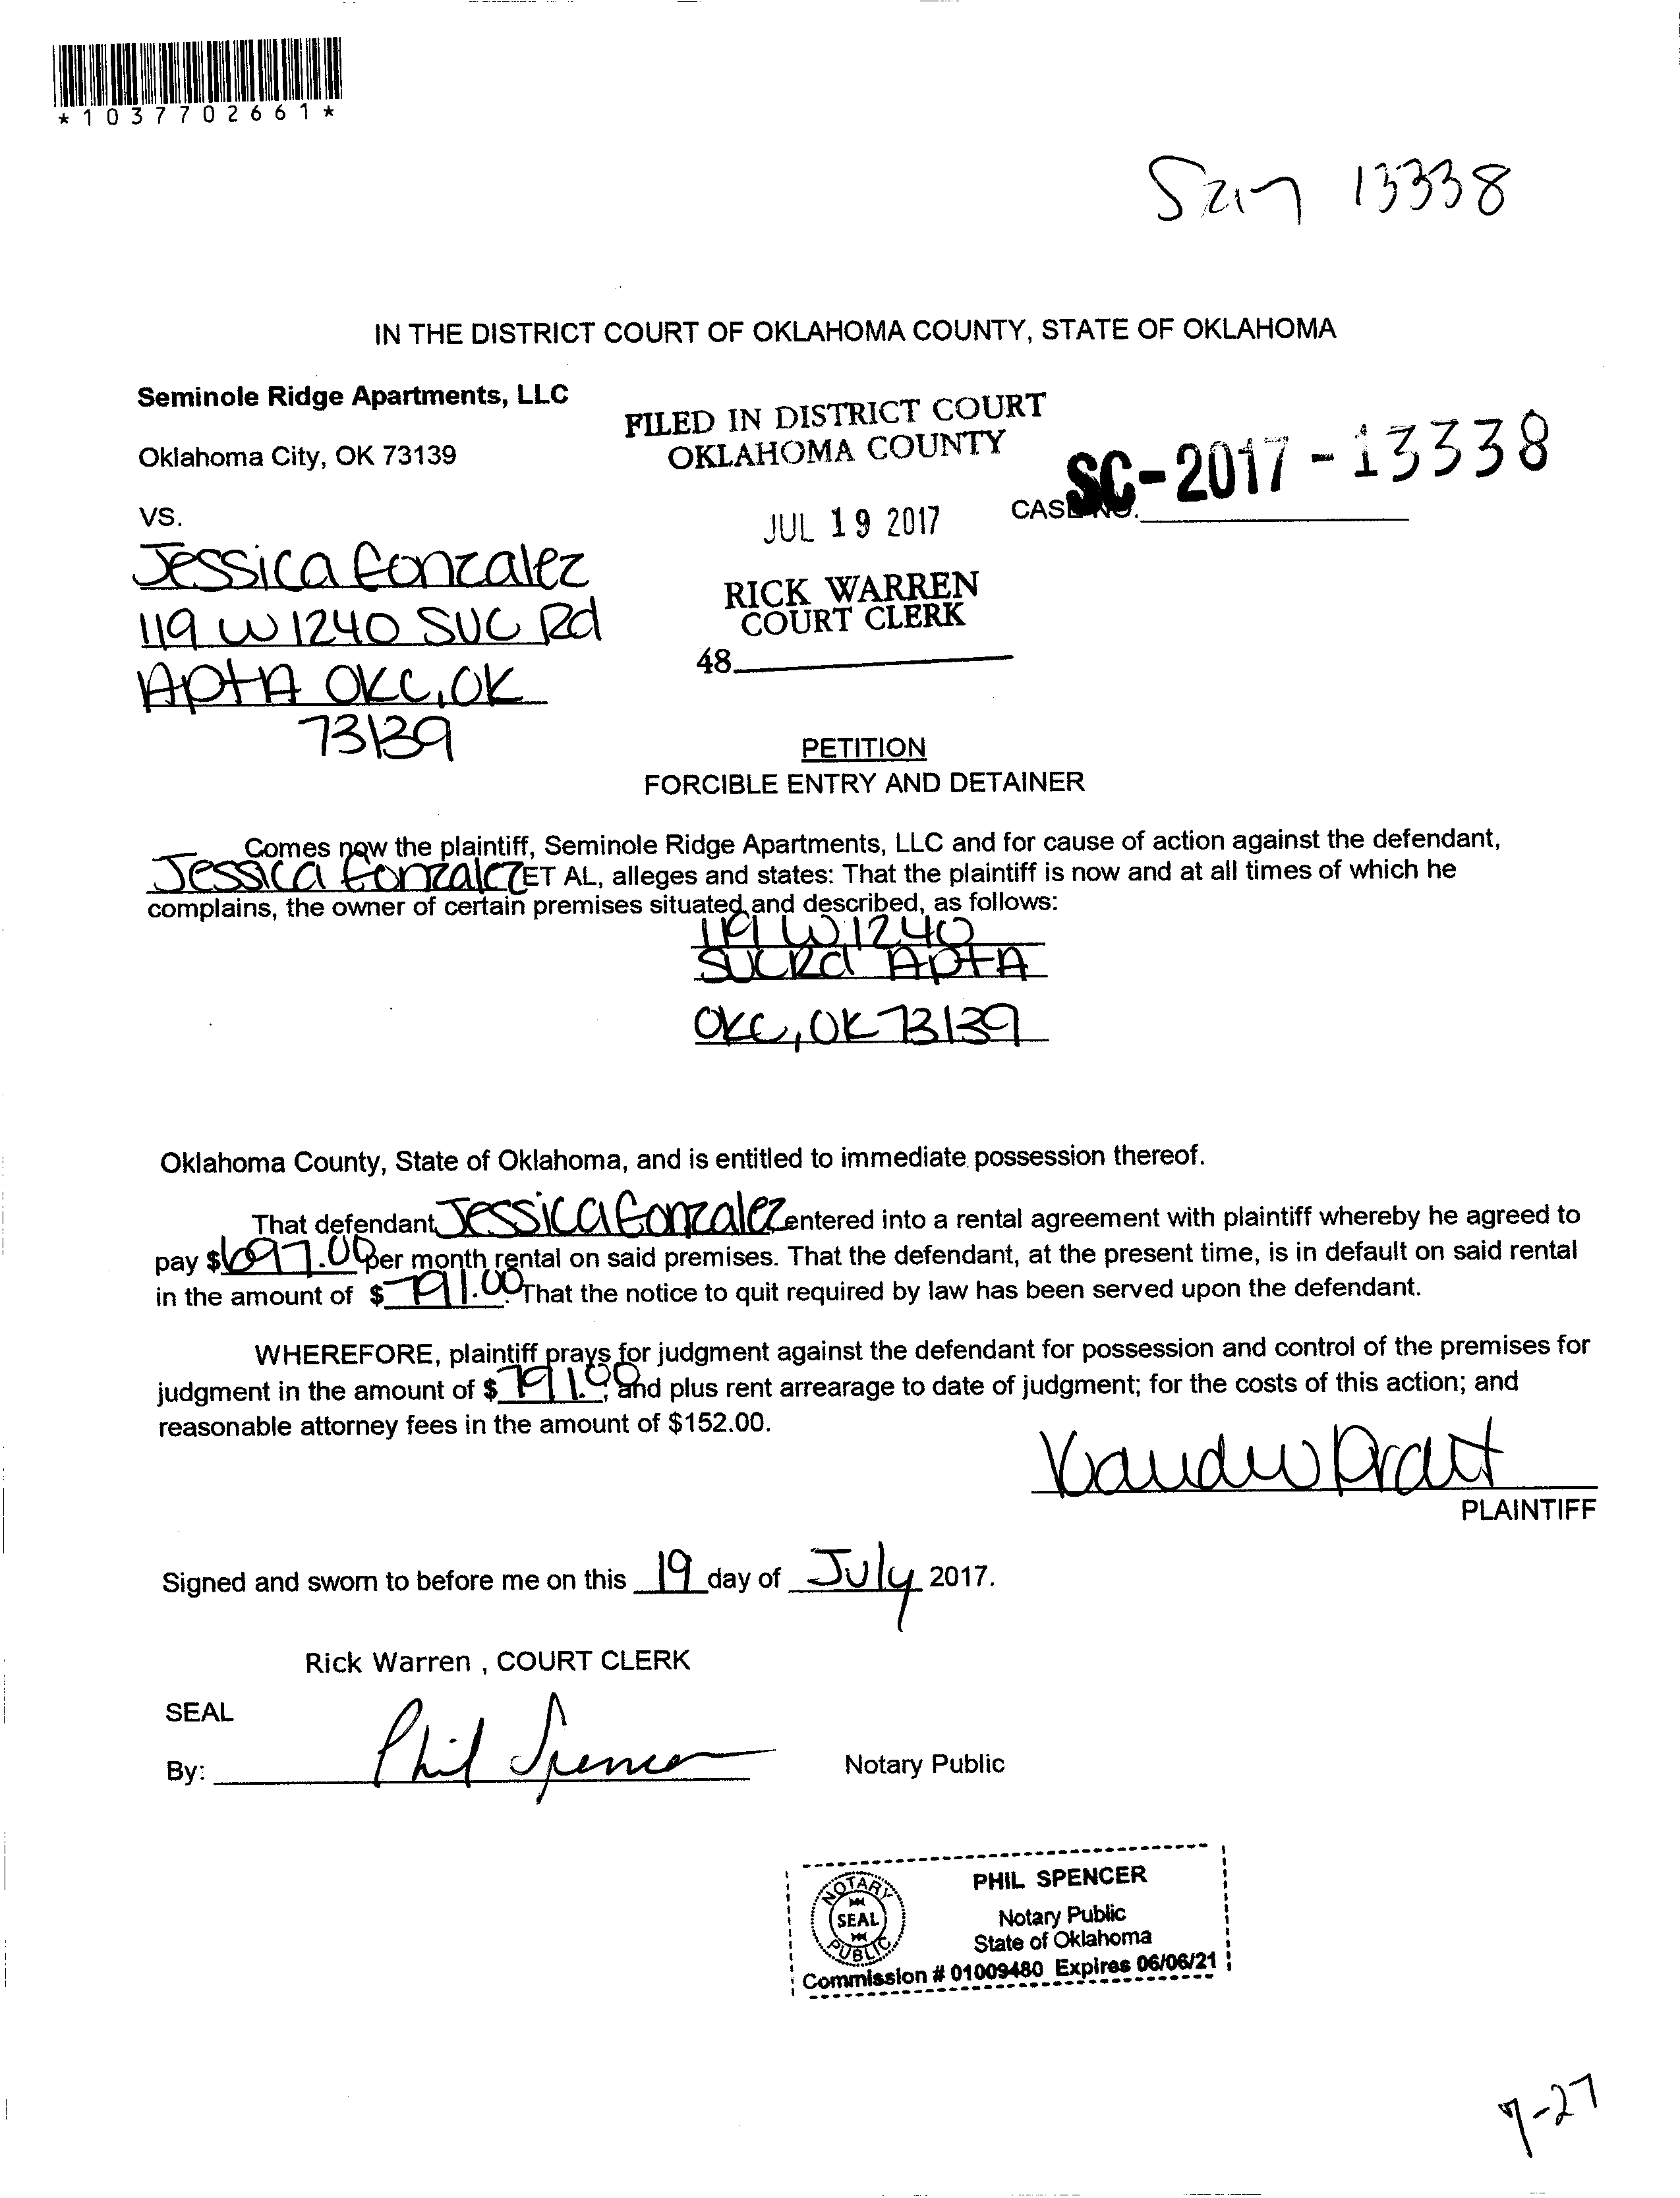 *1037702661*
13338
IN THE DISTRICT COURT OF OKLAHOMA COUNTY, STATE OF OKLAHOMA
Seminole Ridge Apartments, LLC
Oklahoma City, OK 73139
FILED IN DISTRICT COURT
OKLAHOMA COUNTY
SC-2017-13338
CASE NO.
VS.
JUL 19 2017
Jessica Gonzalez
119 W 1240 SVC Rd
Apt A OKC, OK
73139
RICK WARREN
COURT CLERK
48
PETITION
FORCIBLE ENTRY AND DETAINER
Comes now the plaintiff, Seminole Ridge Apartments, LLC and for cause of action against the defendant,
Jessica Gonzalez ET AL, alleges and states: That the plaintiff is now and at all times of which he
complains, the owner of certain premises situated and described, as follows:
119 W 1240
SVC Rd Apt A
OKC, OK 73139
Oklahoma County, State of Oklahoma, and is entitled to immediate possession thereof.
That defendant Jessica Gonzalez entered into a rental agreement with plaintiff whereby he agreed to
pay $697.00 per month rental on said premises. That the defendant, at the present time, is in default on said rental
in the amount of $791.00. That the notice to quit required by law has been served upon the defendant.
WHEREFORE, plaintiff prays for judgment against the defendant for possession and control of the premises for
judgment in the amount of $791.00, and plus rent arrearage to date of judgment; for the costs of this action; and
reasonable attorney fees in the amount of $152.00.
Pratt
PLAINTIFF
Signed and sworn to before me on this 19 day of July 2017.
Rick Warren , COURT CLERK
SEAL
By: Phil Spencer Notary Public
NOTARY
SEAL
PUBLIC
PHIL SPENCER
Notary Public
State of Oklahoma
Commission # 01009480 Expires 06/06/21
7-27